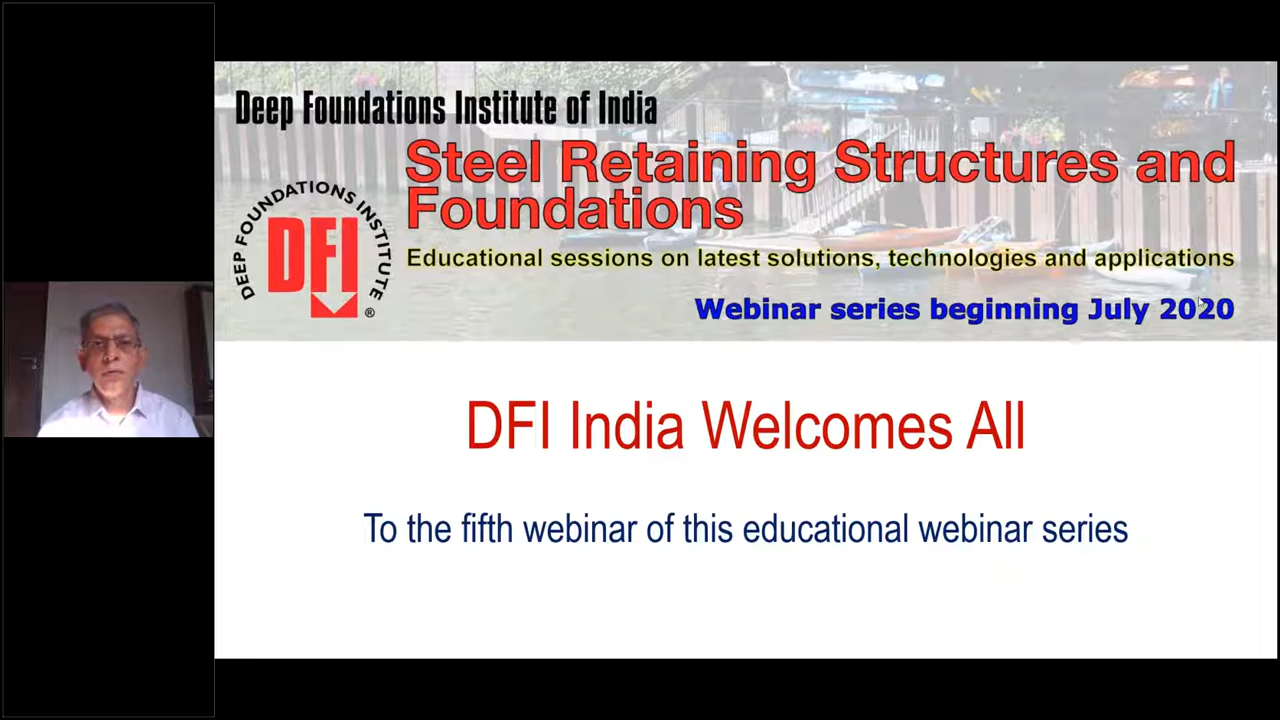 Deep Foundations Institute of India
Steel Retaining Structures and
Foundations
Educational sessions on latest solutions, technologies and applications
Webinar series beginning July 2020
DEEP FOUNDATIONS INSTITUTE
DFI
®
DFI India Welcomes All
To the fifth webinar of this educational webinar series